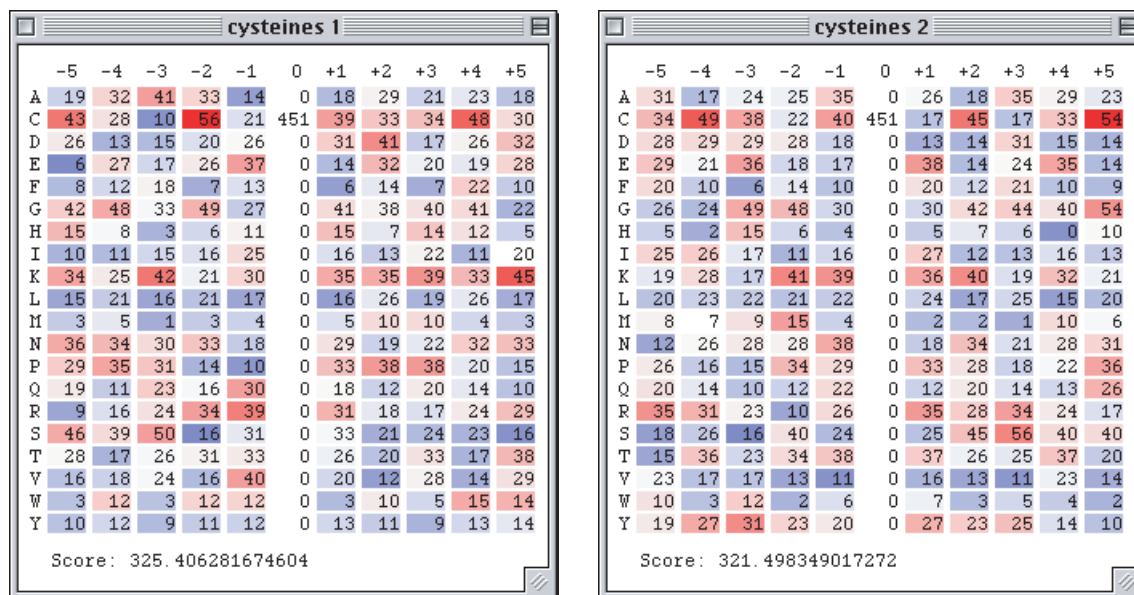 cysteines 1
-5 -4 -3 -2 -1 0 +1 +2 +3 +4 +5
A 19 32 41 33 14 0 18 29 21 23 18
C 43 28 10 56 21 451 39 33 34 48 30
D 26 13 15 20 26 0 31 41 17 26 32
E 6 27 17 26 37 0 14 32 20 19 28
F 8 12 18 7 13 0 6 14 7 22 10
G 42 48 33 49 27 0 41 38 40 41 22
H 15 8 3 6 11 0 15 7 14 12 5
I 10 11 15 16 25 0 16 13 22 11 20
K 34 25 42 21 30 0 35 35 39 33 45
L 15 21 16 21 17 0 16 26 19 26 17
M 3 5 1 3 4 0 5 10 10 4 3
N 36 34 30 33 18 0 29 19 22 32 33
P 29 35 31 14 10 0 33 38 38 20 15
Q 19 11 23 16 30 0 18 12 20 14 10
R 9 16 24 34 39 0 31 18 17 24 29
S 46 39 50 16 31 0 33 21 24 23 16
T 28 17 26 31 33 0 26 20 33 17 38
V 16 18 24 16 40 0 20 12 28 14 29
W 3 12 3 12 12 0 3 10 5 15 14
Y 10 12 9 11 12 0 13 11 9 13 14
Score: 325.406281674604
cysteines 2
-5 -4 -3 -2 -1 0 +1 +2 +3 +4 +5
A 31 17 24 25 35 0 26 18 35 29 23
C 34 49 38 22 40 451 17 45 17 33 54
D 28 29 29 28 18 0 13 14 31 15 14
E 29 21 36 18 17 0 38 14 24 35 14
F 20 10 6 14 10 0 20 12 21 10 9
G 26 24 49 48 30 0 30 42 44 40 54
H 5 2 15 6 4 0 5 7 6 0 10
I 25 26 17 11 16 0 27 12 13 16 13
K 19 28 17 41 39 0 36 40 19 32 21
L 20 23 22 21 22 0 24 17 25 15 20
M 8 7 9 15 4 0 2 2 1 10 6
N 12 26 28 28 38 0 18 34 21 28 31
P 26 16 15 34 29 0 33 28 18 22 36
Q 20 14 10 12 22 0 12 20 14 13 26
R 35 31 23 10 26 0 35 28 34 24 17
S 18 26 16 40 24 0 25 45 56 40 40
T 15 36 23 34 38 0 37 26 25 37 20
V 23 17 17 13 11 0 16 13 11 23 14
W 10 3 12 2 6 0 7 3 5 4 2
Y 19 27 31 23 20 0 27 23 25 14 10
Score: 321.498349017272